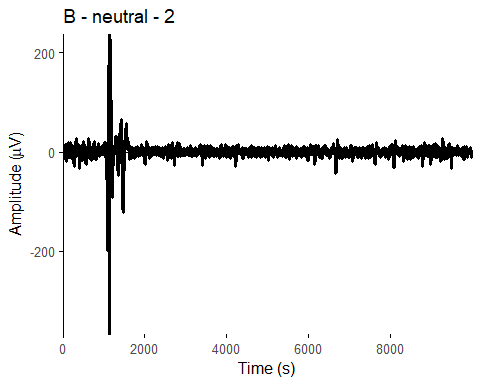 B - neutral - 2
Amplitude (μV)
200
0
-200
0 2000 4000 6000 8000
Time (s)